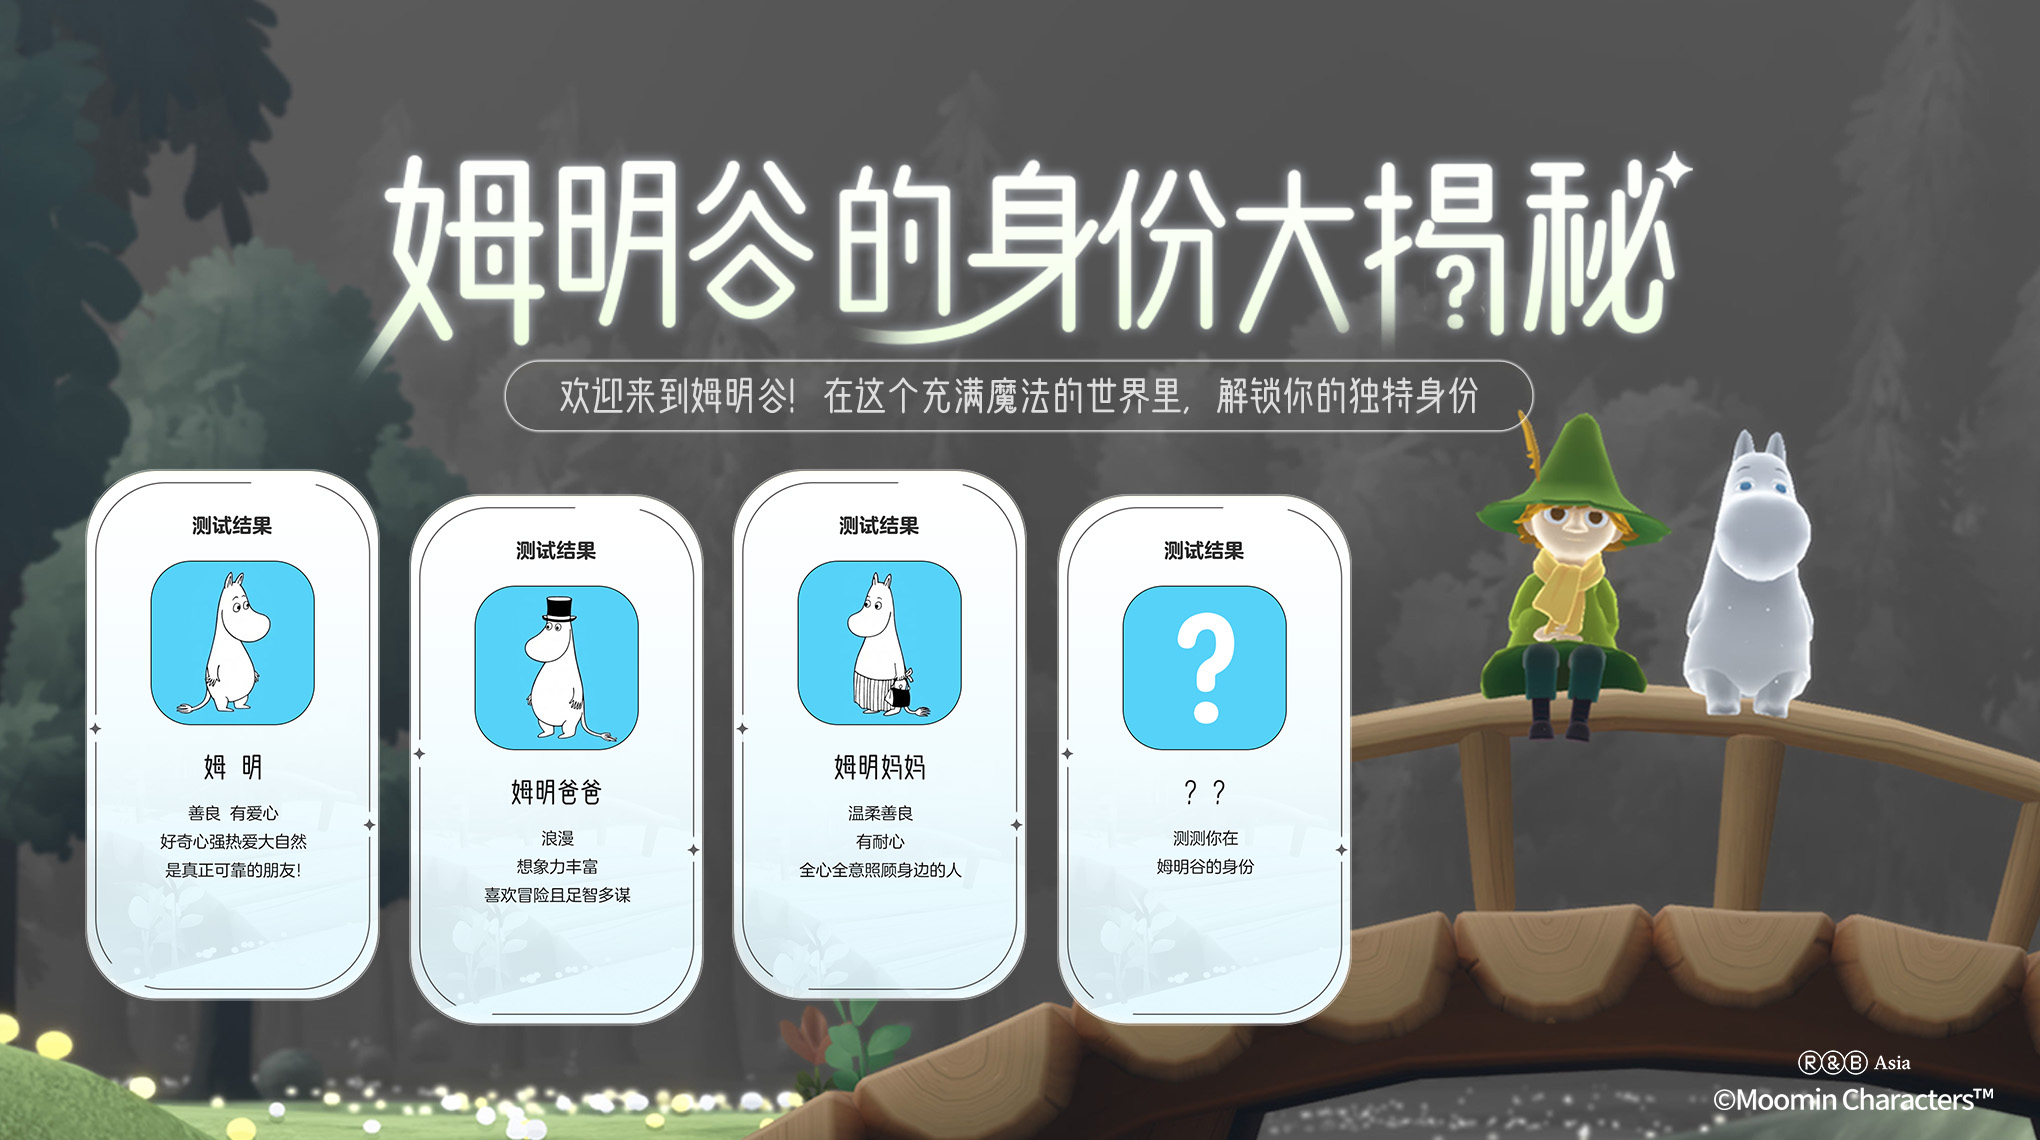 姆明谷的身份大揭秘
欢迎来到姆明谷! 在这个充满魔法的世界里, 解锁你的独特身份
测试结果
姆 明
善良 有爱心
好奇心强热爱大自然
是真正可靠的朋友!
测试结果
姆明爸爸
浪漫
想象力丰富
喜欢冒险且足智多谋
测试结果
姆明妈妈
温柔善良
有耐心
全心全意照顾身边的人
测试结果
?
? ?
测测你在
姆明谷的身份
R&B Asia
©Moomin Characters™